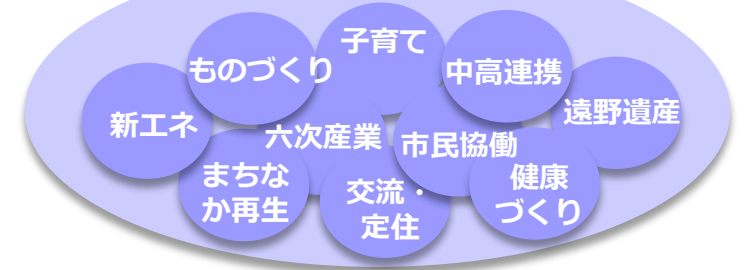 子育て
ものづくり
中高連携
新エネ
遠野遺産
六次産業
市民協働
まちな
か再生
交流・
定住
健康
づくり